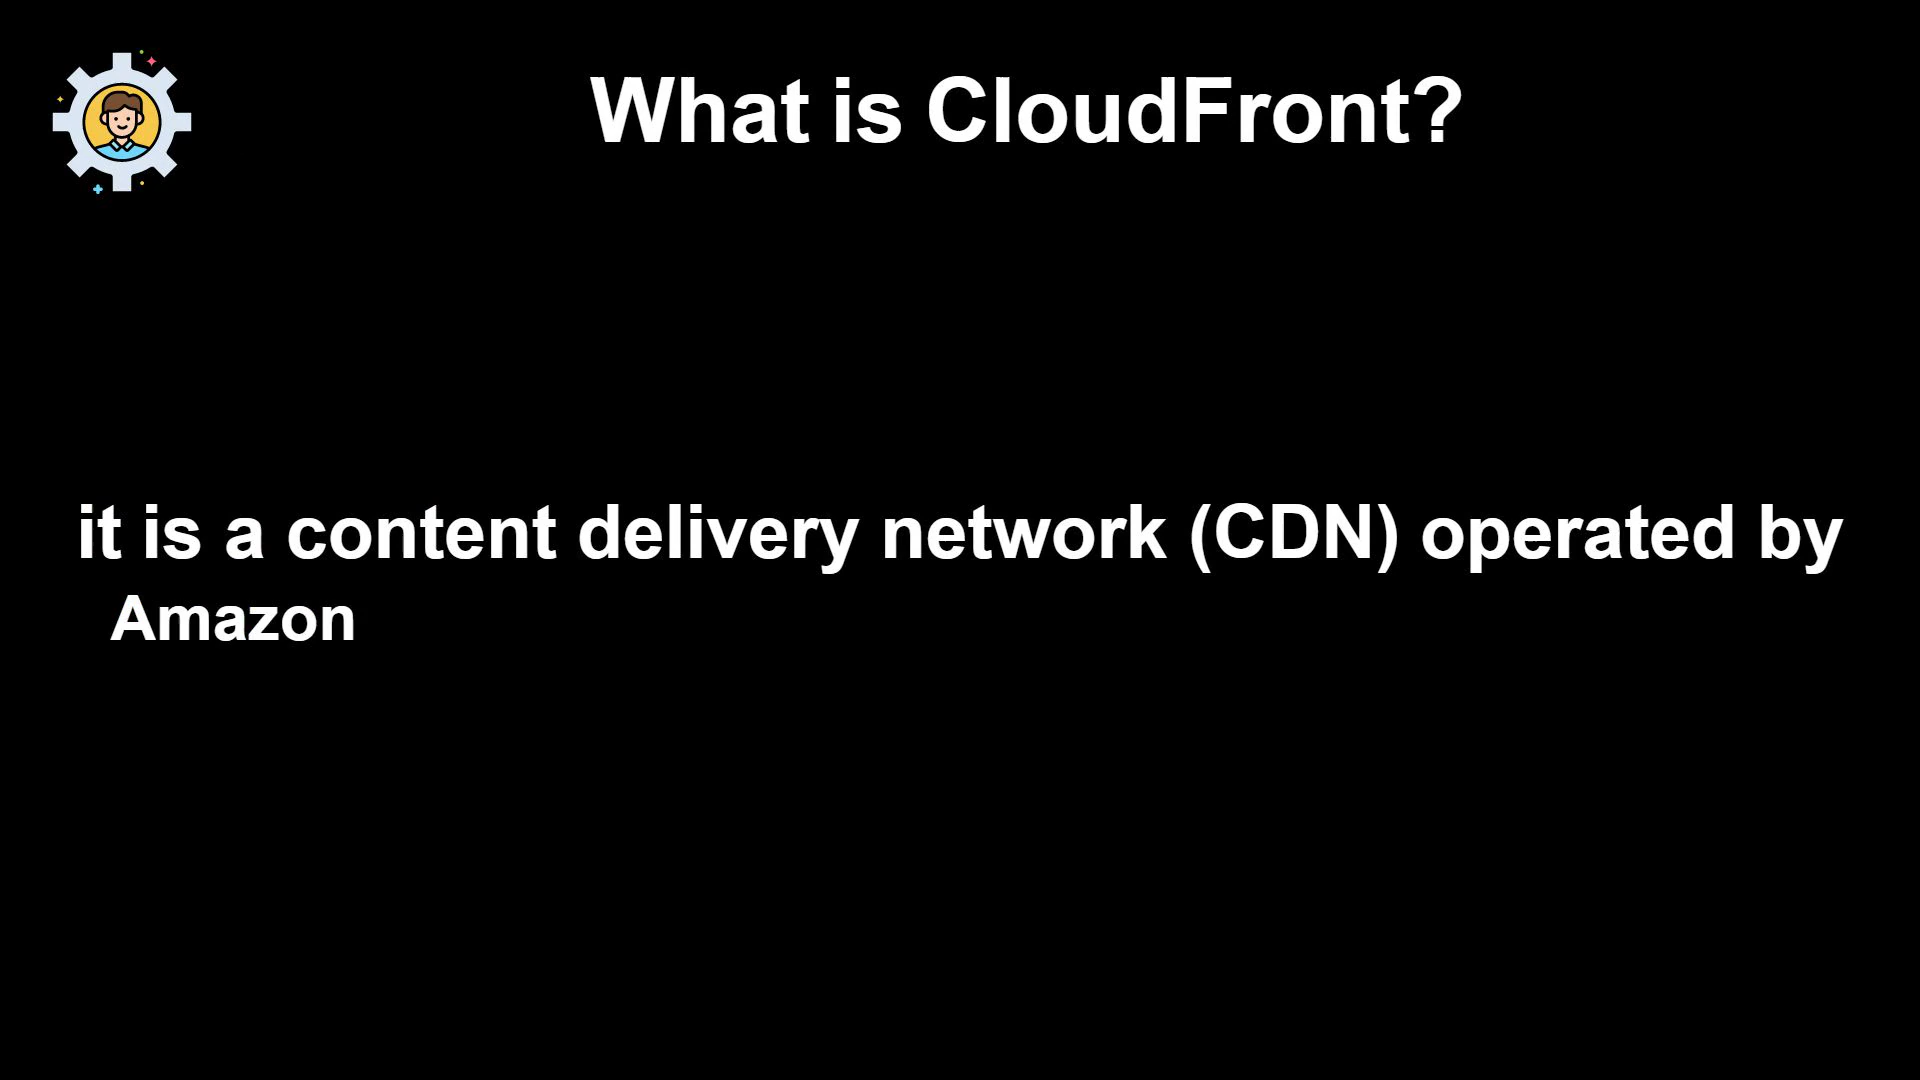 What is CloudFront?
it is a content delivery network (CDN) operated by
Amazon